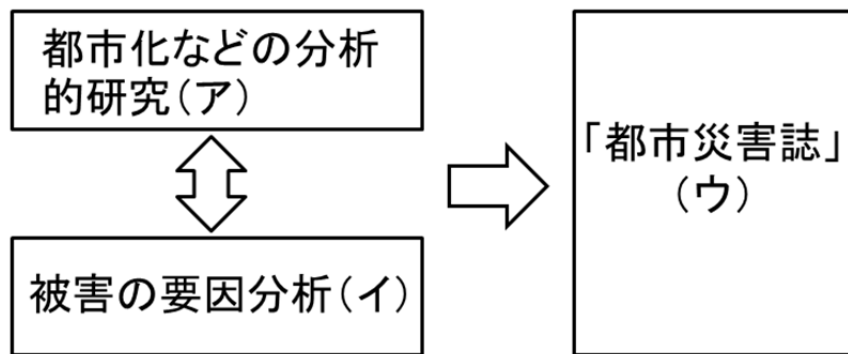 都市化などの分析
的研究(ア)
被害の要因分析(イ)
「都市災害誌」
(ウ)